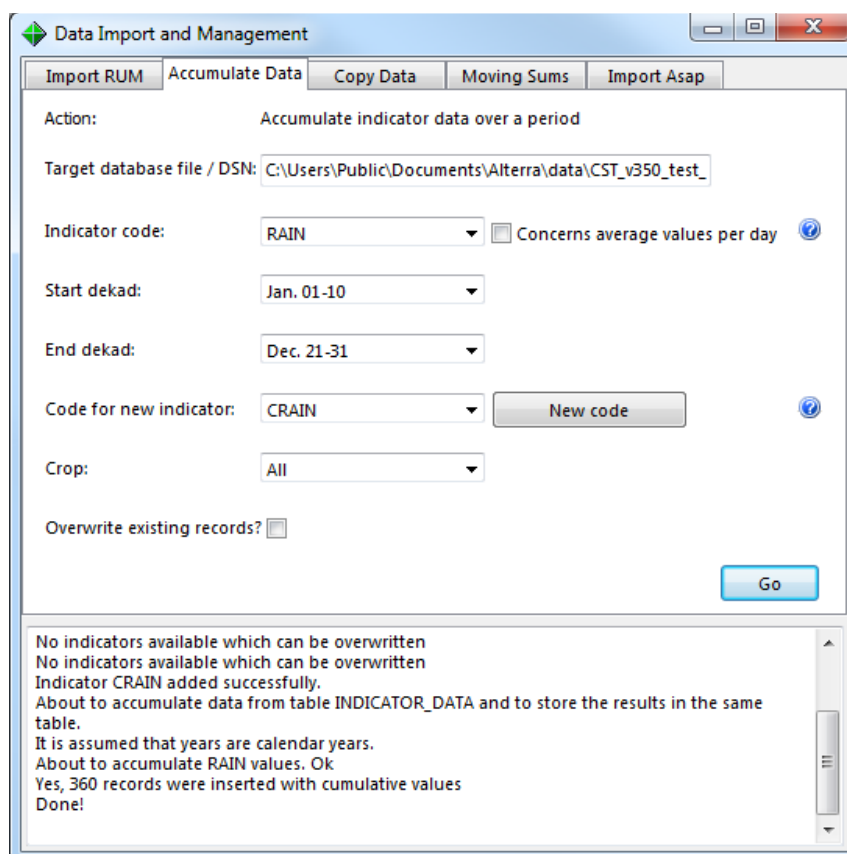 Data Import and Management
Import RUM Accumulate Data Copy Data Moving Sums Import Asap
Action: Accumulate indicator data over a period
Target database file / DSN: C:\Users\Public\Documents\Alterra\data\CST_v350_test_
Indicator code: RAIN Concerns average values per day
Start dekad: Jan. 01-10
End dekad: Dec. 21-31
Code for new indicator: CRAIN New code
Crop: All
Overwrite existing records?
Go
No indicators available which can be overwritten
No indicators available which can be overwritten
Indicator CRAIN added successfully.
About to accumulate data from table INDICATOR_DATA and to store the results in the same
table.
It is assumed that years are calendar years.
About to accumulate RAIN values. Ok
Yes, 360 records were inserted with cumulative values
Done!